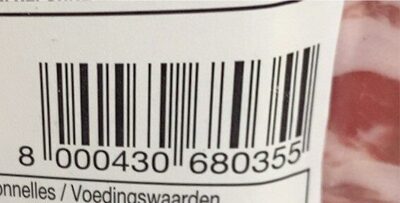 8 000430 680355
onnelles / Voedingswaarden